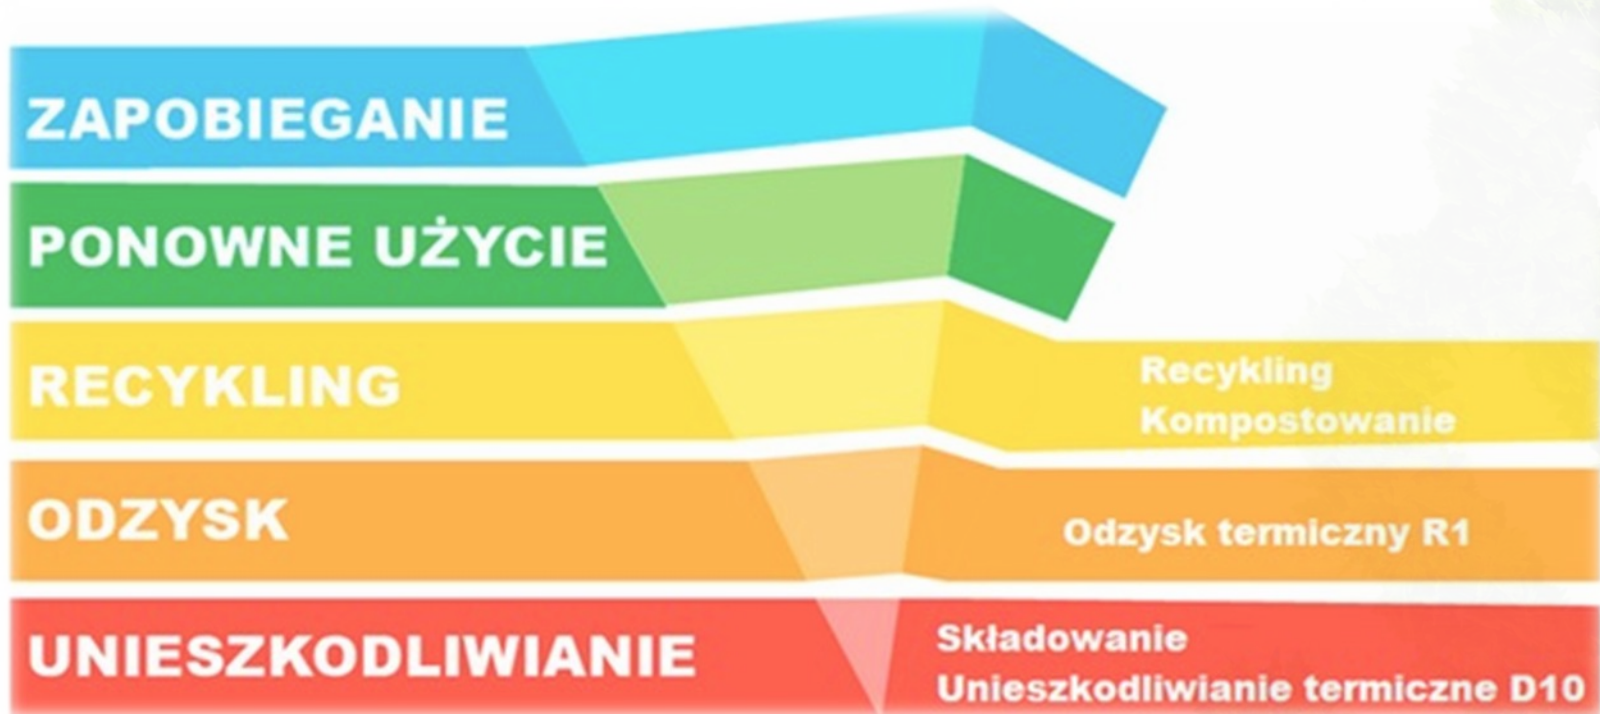 ZAPOBIEGANIE
PONOWNE UŻYCIE
RECYKLING
Recykling
Kompostowanie
ODZYSK
Odzysk termiczny R1
UNIESZKODLIWIANIE
Składowanie
Unieszkodliwianie termiczne D10